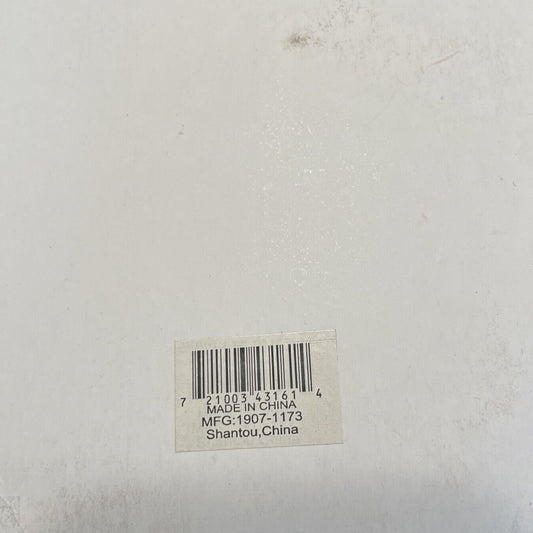 7 21003 43161 4
MADE IN CHINA
MFG:1907-1173
Shantou,China